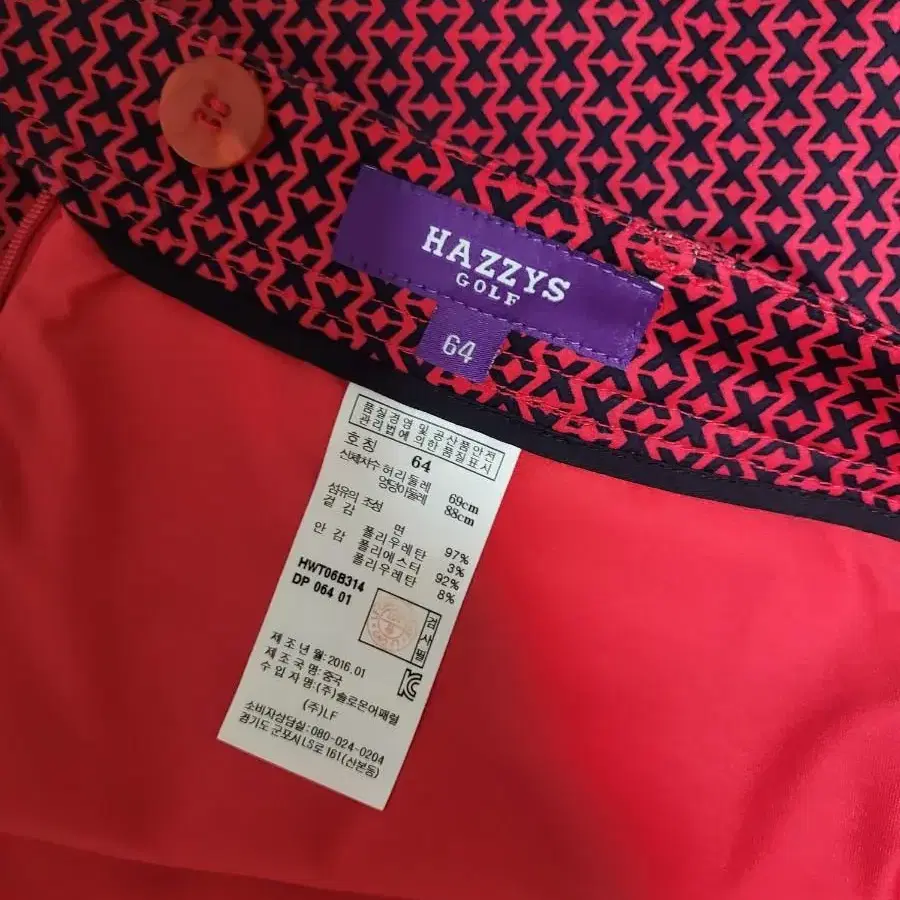 HAZZYS
GOLF
64
품질경영 및 공산품안전
관리법에 의한 품질표시
호칭 64
신체치수 허리둘레 69cm
엉덩이둘레 88cm
섬유의 조성
겉감 면 97%
폴리우레탄 3%
안감 폴리에스터 92%
폴리우레탄 8%
HWT06B314
DP 064 01
검사필
제조년월:2016.01
제조국명:중국
수입자명:(주)솔로몬어패럴
(주)LF
소비자상담실:080-024-0204
경기도 군포시 LS로 161(산본동)